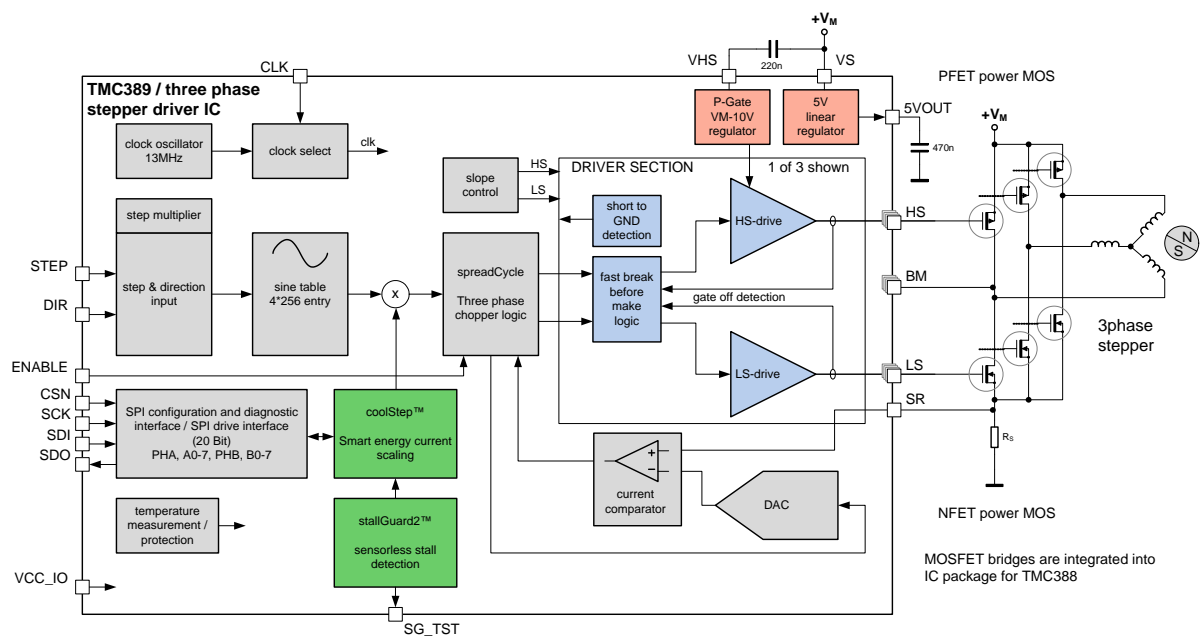 +VM
VHS
220n
VS
CLK
TMC389 / three phase
stepper driver IC
PFET power MOS
clock oscillator
13MHz
clock select
clk
P-Gate
VM-10V
regulator
5V
linear
regulator
5VOUT
470n
+VM
slope
control
HS
LS
DRIVER SECTION
1 of 3 shown
short to
GND
detection
HS-drive
HS
step multiplier
step & direction
input
sine table
4*256 entry
x
spreadCycle
Three phase
chopper logic
fast break
before
make
logic
gate off detection
BM
N
S
STEP
DIR
ENABLE
LS-drive
LS
3phase
stepper
CSN
SCK
SDI
SDO
SPI configuration and diagnostic
interface / SPI drive interface
(20 Bit)
PHA, A0-7, PHB, B0-7
coolStep™
Smart energy current
scaling
SR
RS
+
−
current
comparator
DAC
temperature
measurement /
protection
stallGuard2™
sensorless stall
detection
NFET power MOS
VCC_IO
MOSFET bridges are integrated into
IC package for TMC388
SG_TST